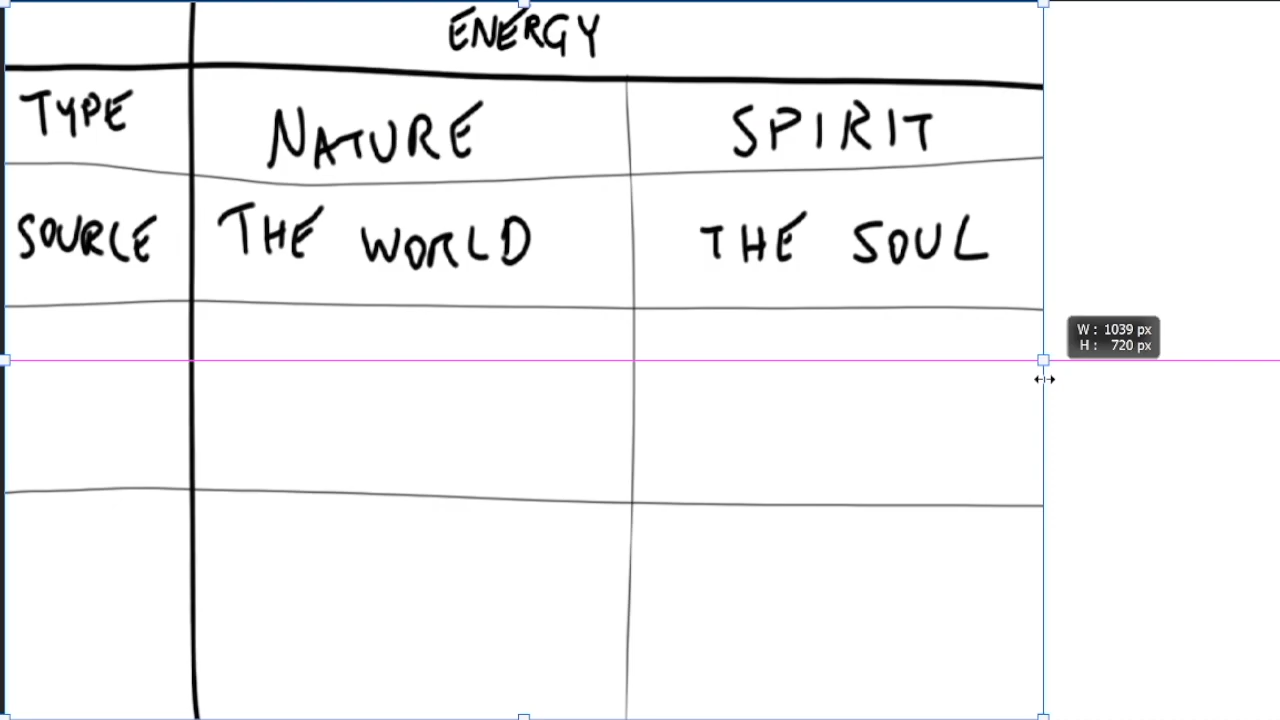 ENERGY
TYPE NATURE SPIRIT
SOURCE THE WORLD THE SOUL
W : 1039 px
H : 720 px